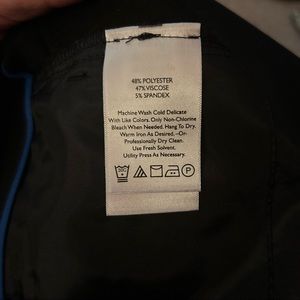 48% POLYESTER
47% VISCOSE
5% SPANDEX
Machine Wash Cold Delicate
With Like Colors. Only Non-Chlorine
Bleach When Needed. Hang To Dry.
Warm Iron As Desired. -Or-
Professionally Dry Clean.
Use Fresh Solvent.
Utility Press As Necessary.
P